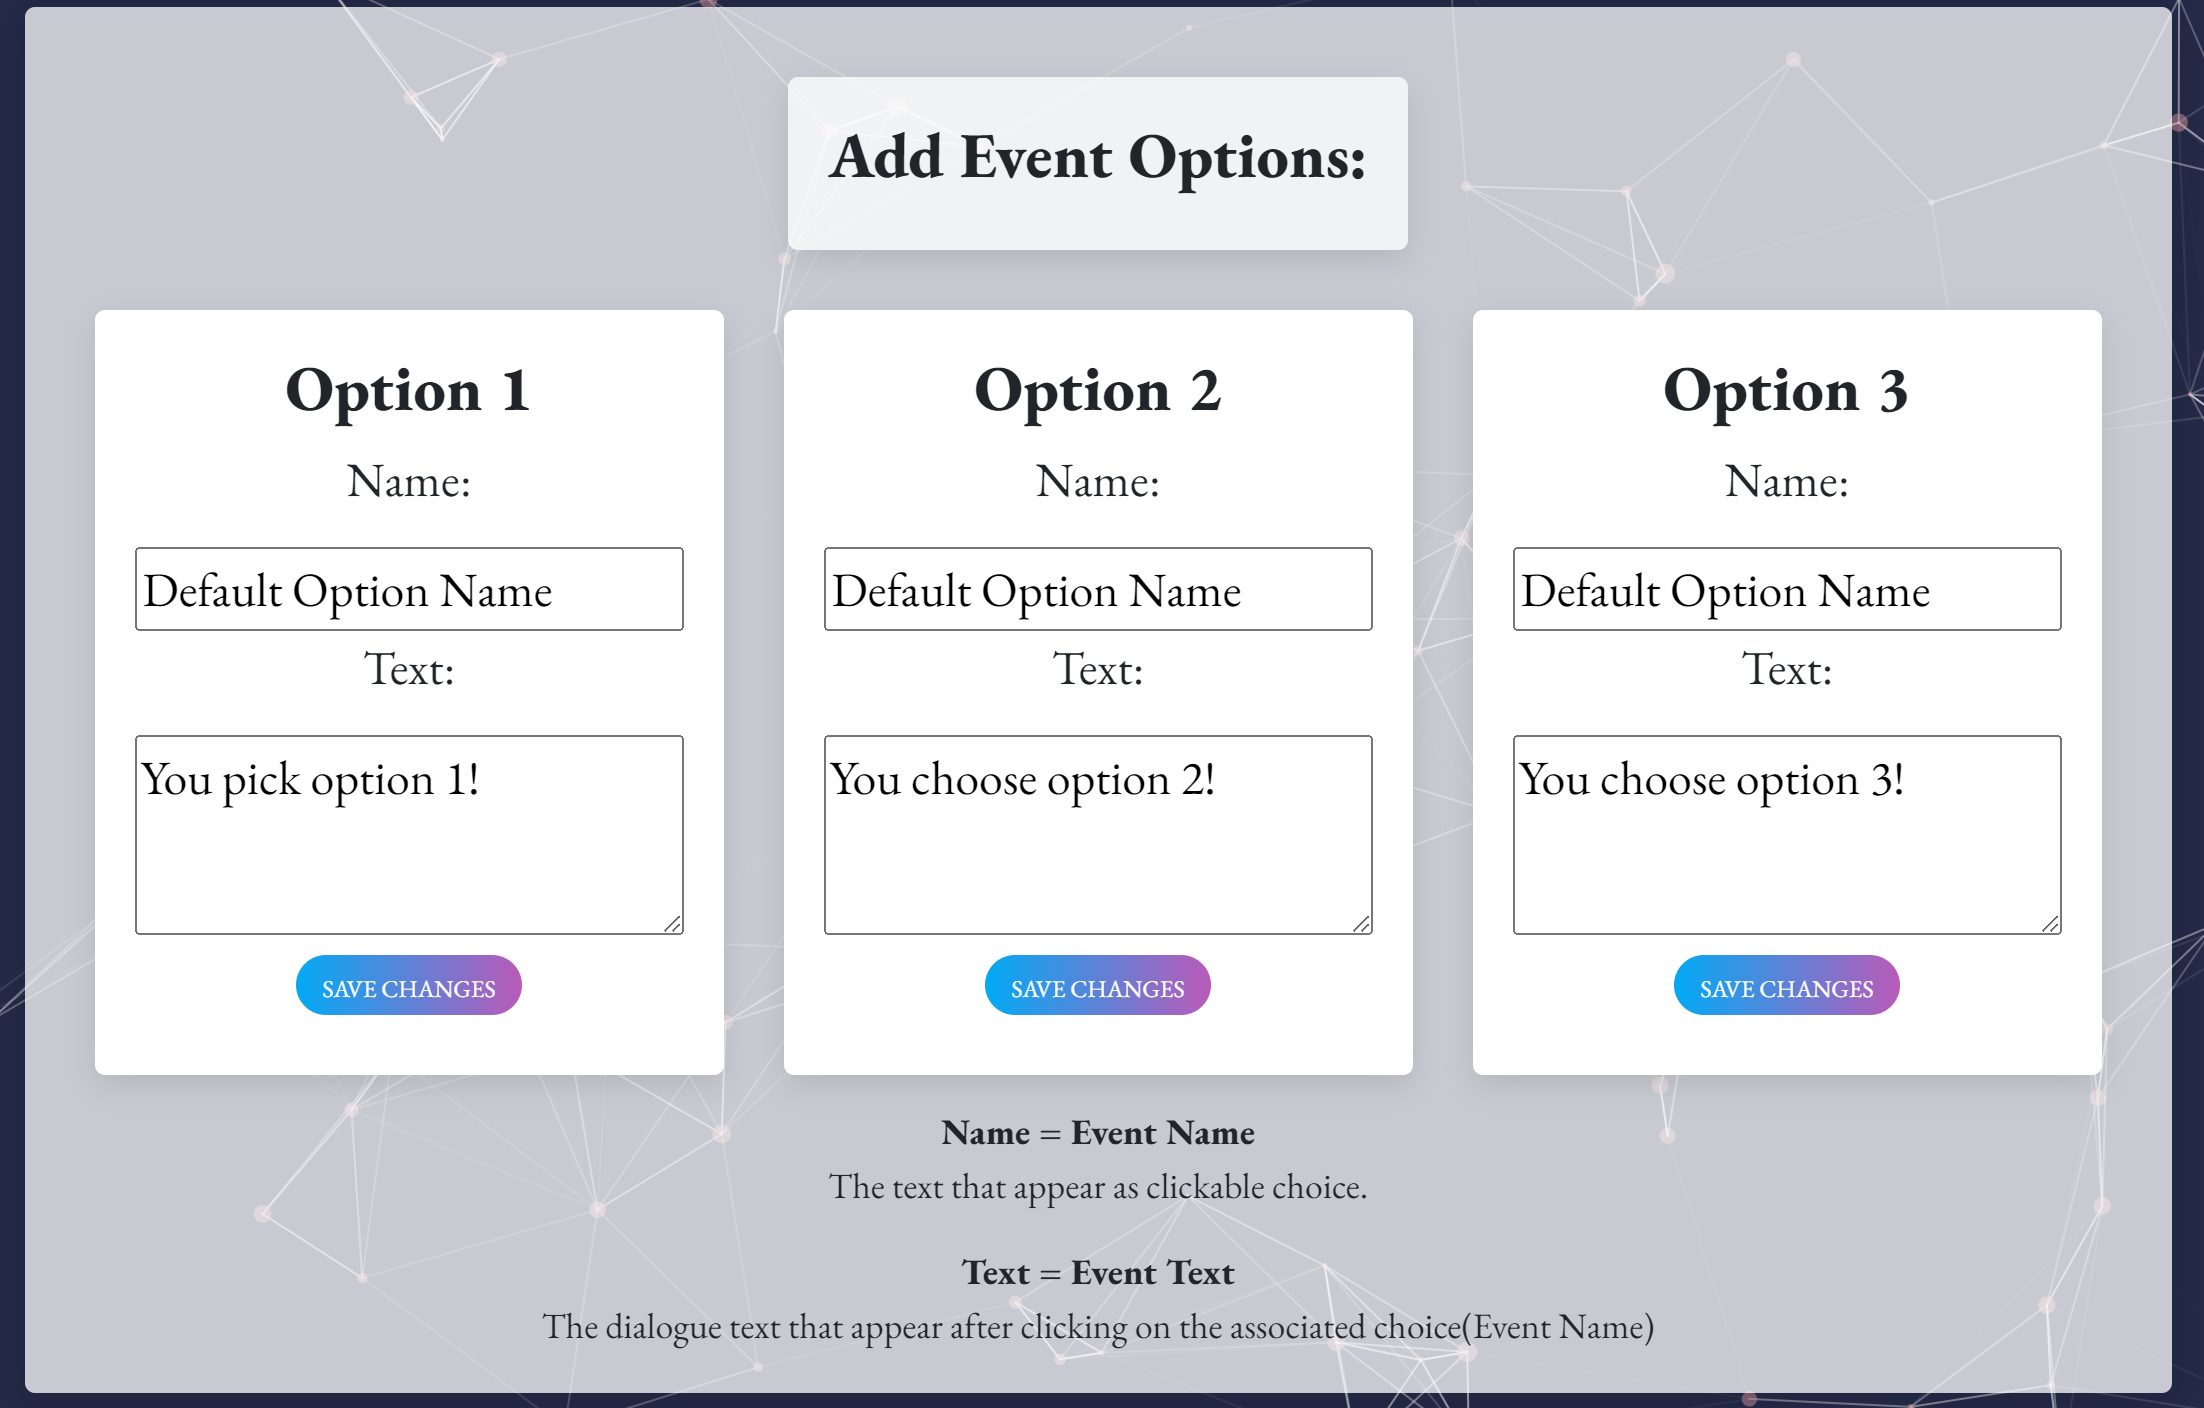 Add Event Options:
Option 1
Name:
Default Option Name
Text:
You pick option 1!
SAVE CHANGES
Option 2
Name:
Default Option Name
Text:
You choose option 2!
SAVE CHANGES
Option 3
Name:
Default Option Name
Text:
You choose option 3!
SAVE CHANGES
Name = Event Name
The text that appear as clickable choice.
Text = Event Text
The dialogue text that appear after clicking on the associated choice(Event Name)